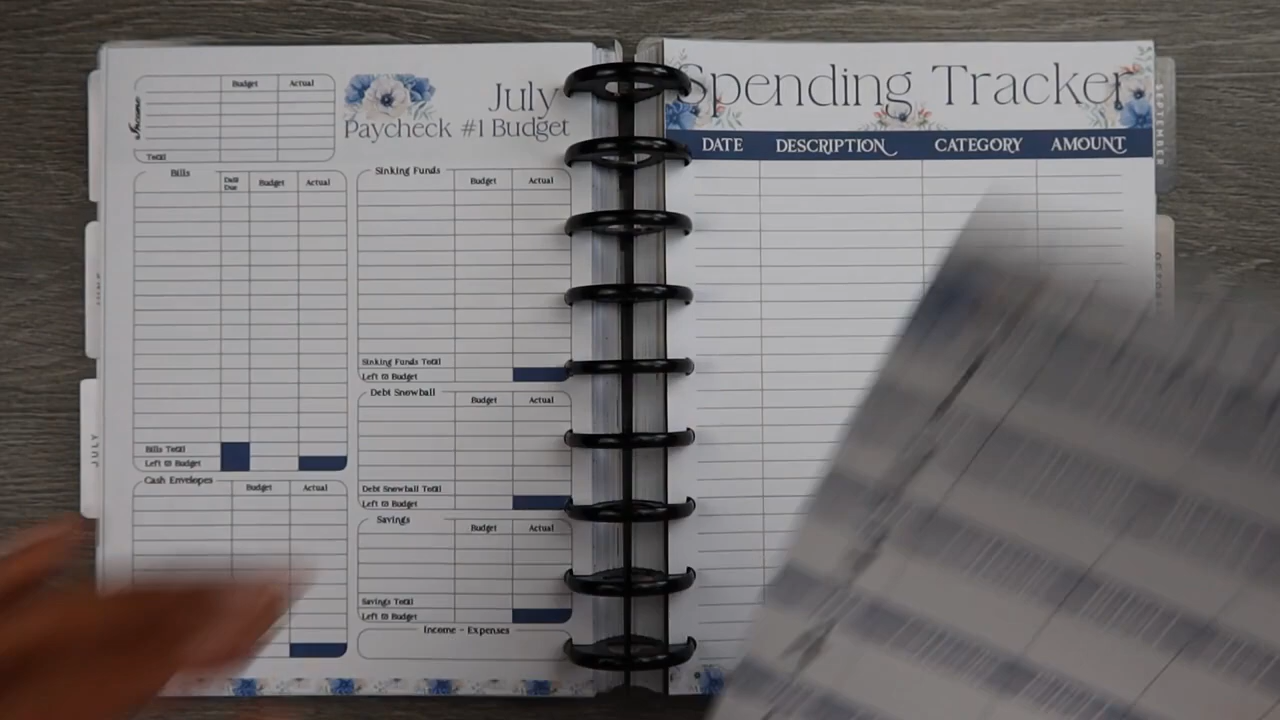 July
Paycheck #1 Budget
Income
Budget Actual
Total
Bills
Date Due
Budget Actual
Bills Total
Left to Budget
Cash Envelopes
Budget Actual
Sinking Funds
Budget Actual
Sinking Funds Total
Left to Budget
Debt Snowball
Budget Actual
Debt Snowball Total
Left to Budget
Savings
Budget Actual
Savings Total
Left to Budget
Income - Expenses
JULY
Spending Tracker
DATE DESCRIPTION CATEGORY AMOUNT
SEPTEMBER